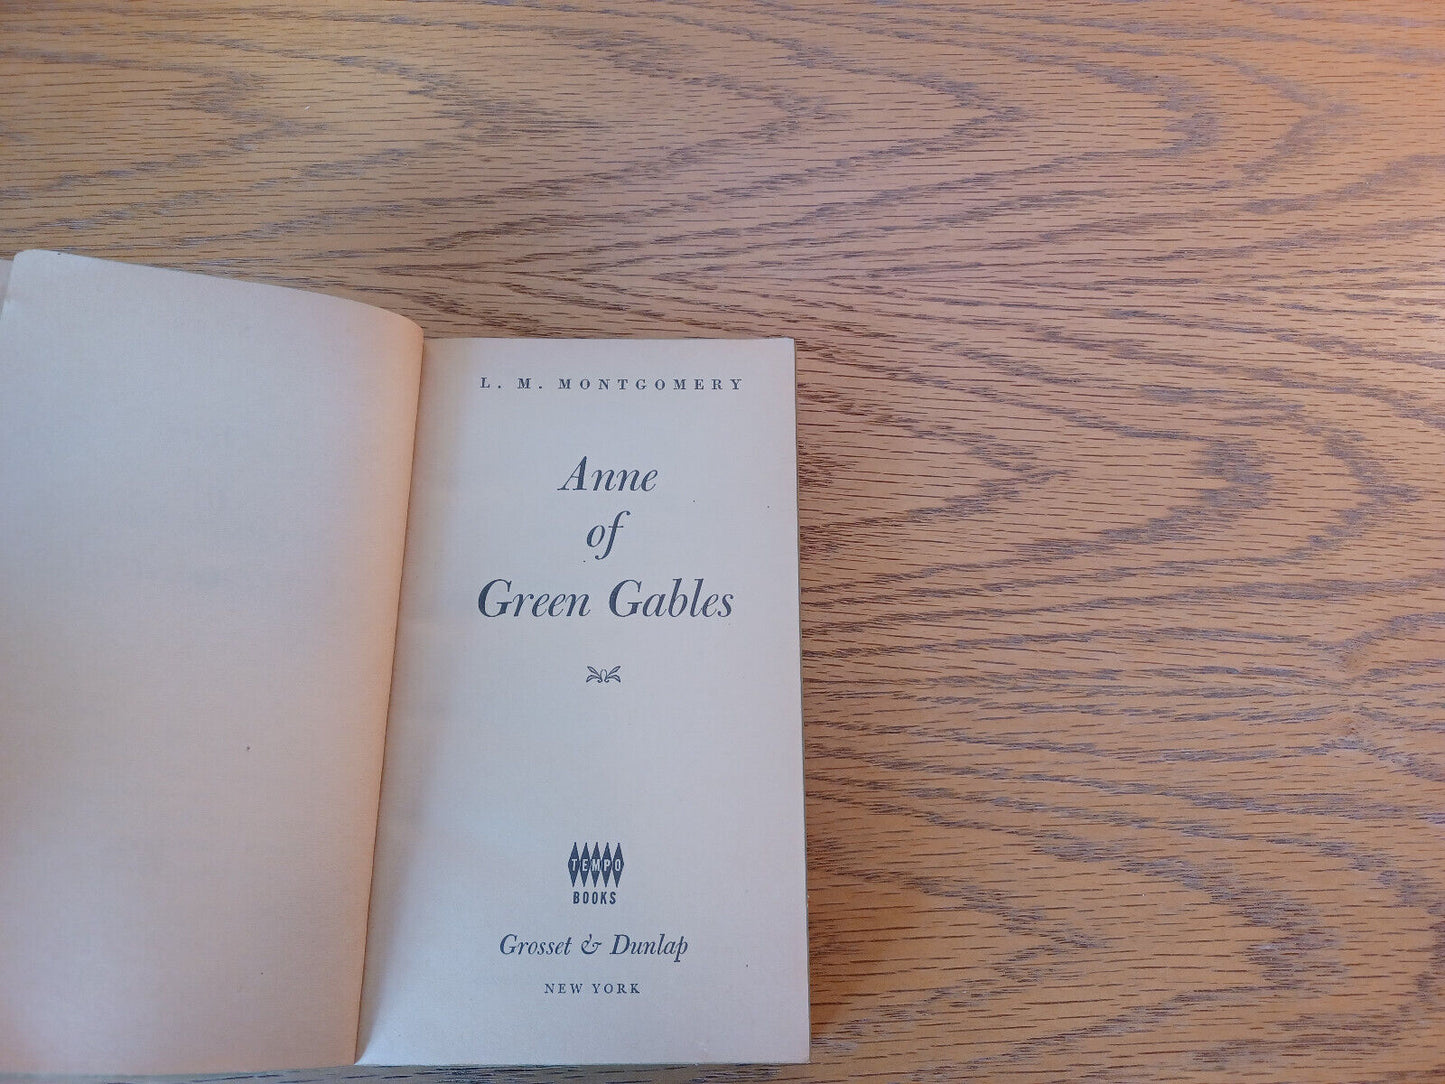 L. M. MONTGOMERY
Anne
of
Green Gables
TEMPO
BOOKS
Grosset & Dunlap
NEW YORK